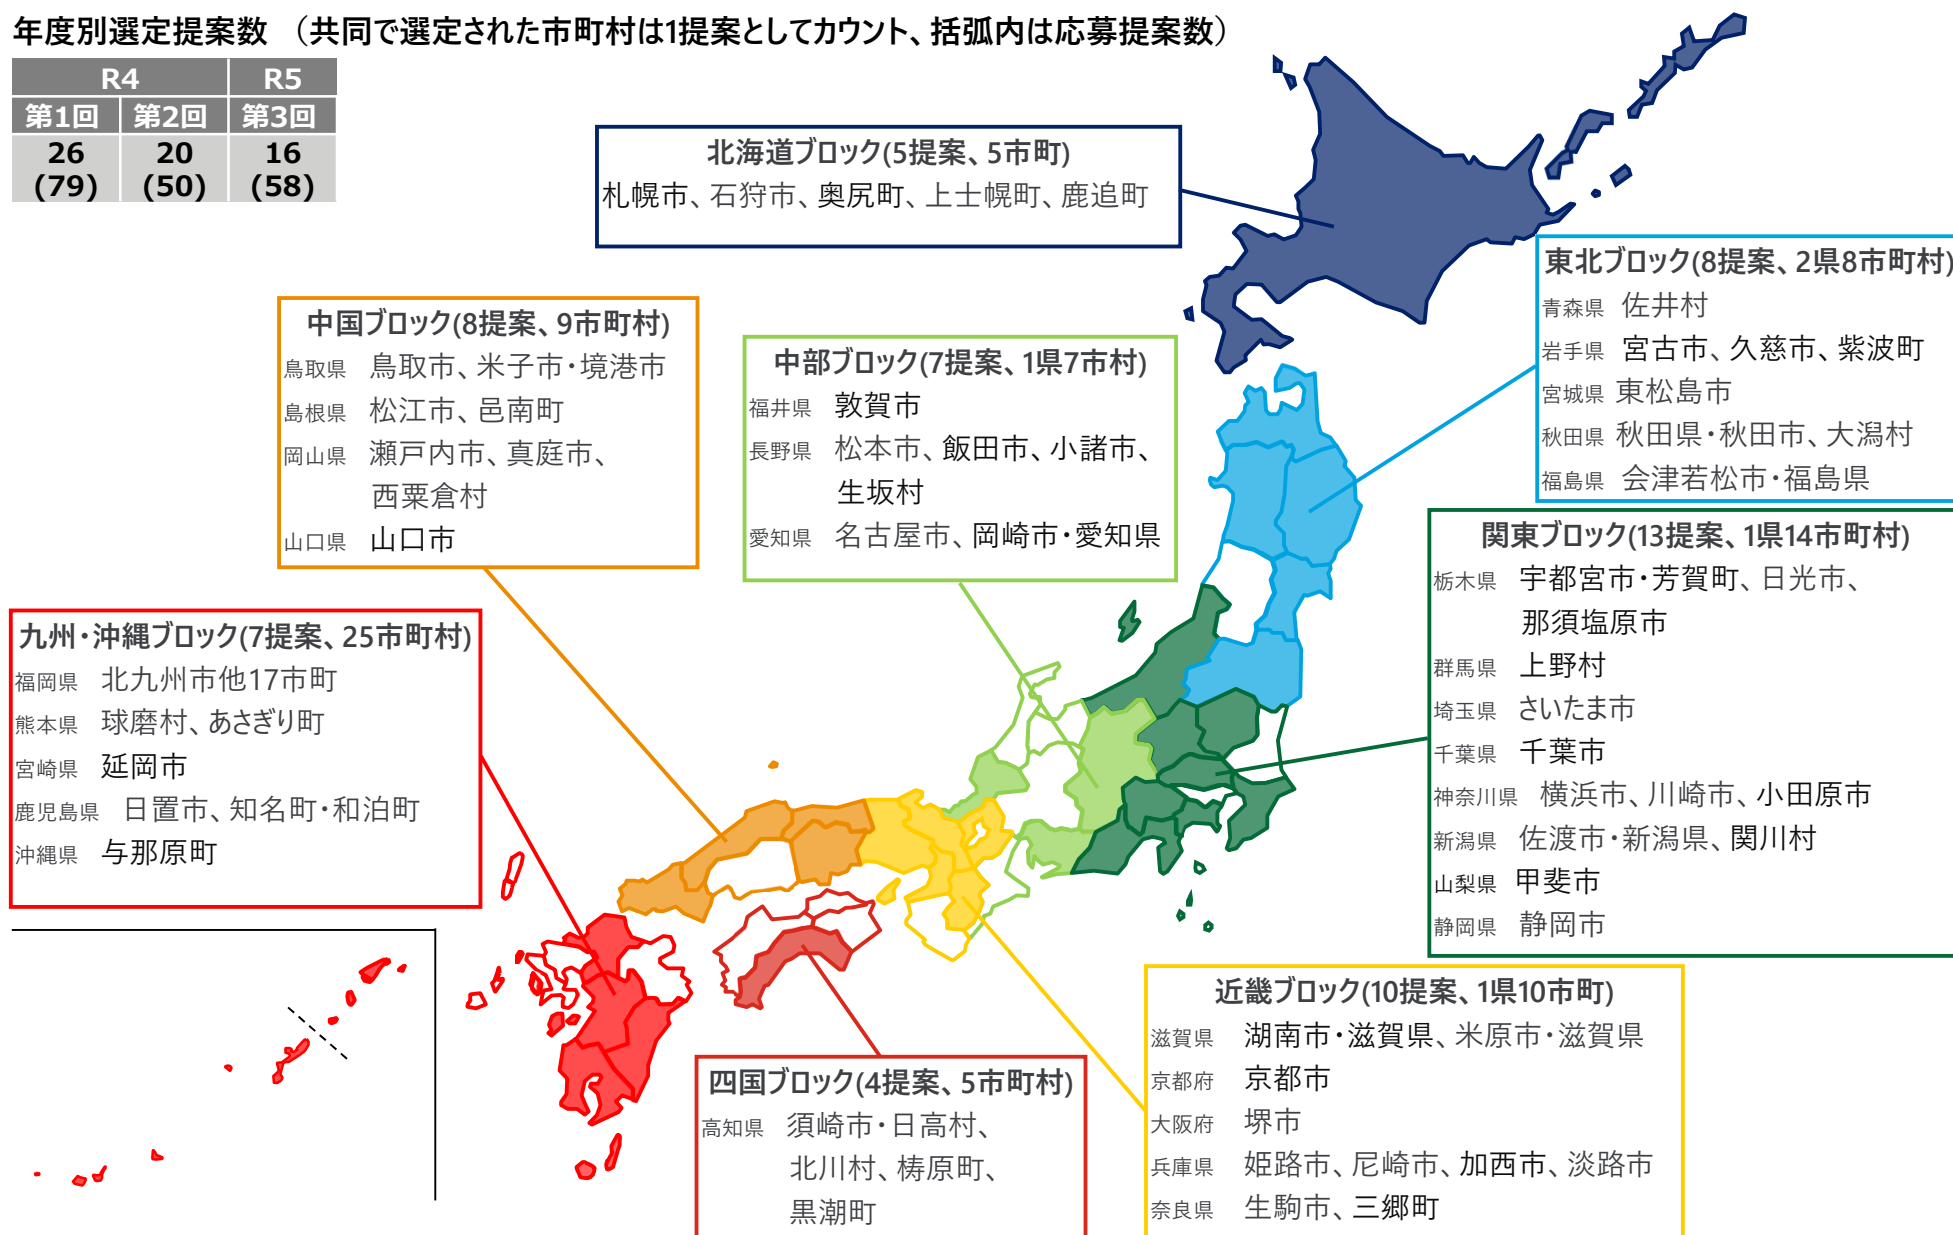 年度別選定提案数 （共同で選定された市町村は1提案としてカウント、括弧内は応募提案数）
R4 R5
第1回 第2回 第3回
26 20 16
(79) (50) (58)
北海道ブロック(5提案、5市町)
札幌市、石狩市、奥尻町、上士幌町、鹿追町
東北ブロック(8提案、2県8市町村)
青森県 佐井村
岩手県 宮古市、久慈市、紫波町
宮城県 東松島市
秋田県 秋田県・秋田市、大潟村
福島県 会津若松市・福島県
中国ブロック(8提案、9市町村)
鳥取県 鳥取市、米子市・境港市
島根県 松江市、邑南町
岡山県 瀬戸内市、真庭市、
西粟倉村
山口県 山口市
中部ブロック(7提案、1県7市村)
福井県 敦賀市
長野県 松本市、飯田市、小諸市、
生坂村
愛知県 名古屋市、岡崎市・愛知県
関東ブロック(13提案、1県14市町村)
栃木県 宇都宮市・芳賀町、日光市、
那須塩原市
群馬県 上野村
埼玉県 さいたま市
千葉県 千葉市
神奈川県 横浜市、川崎市、小田原市
新潟県 佐渡市・新潟県、関川村
山梨県 甲斐市
静岡県 静岡市
九州・沖縄ブロック(7提案、25市町村)
福岡県 北九州市他17市町
熊本県 球磨村、あさぎり町
宮崎県 延岡市
鹿児島県 日置市、知名町・和泊町
沖縄県 与那原町
近畿ブロック(10提案、1県10市町)
滋賀県 湖南市・滋賀県、米原市・滋賀県
京都府 京都市
大阪府 堺市
兵庫県 姫路市、尼崎市、加西市、淡路市
奈良県 生駒市、三郷町
四国ブロック(4提案、5市町村)
高知県 須崎市・日高村、
北川村、梼原町、
黒潮町